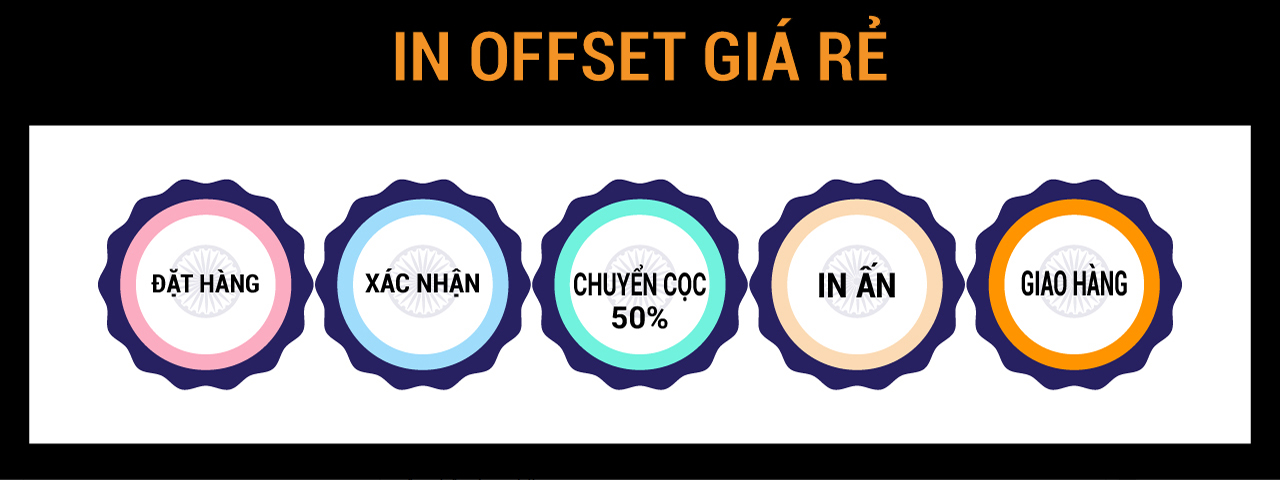 IN OFFSET GIÁ RẺ
ĐẶT HÀNG
XÁC NHẬN
CHUYỂN CỌC
50%
IN ẤN
GIAO HÀNG